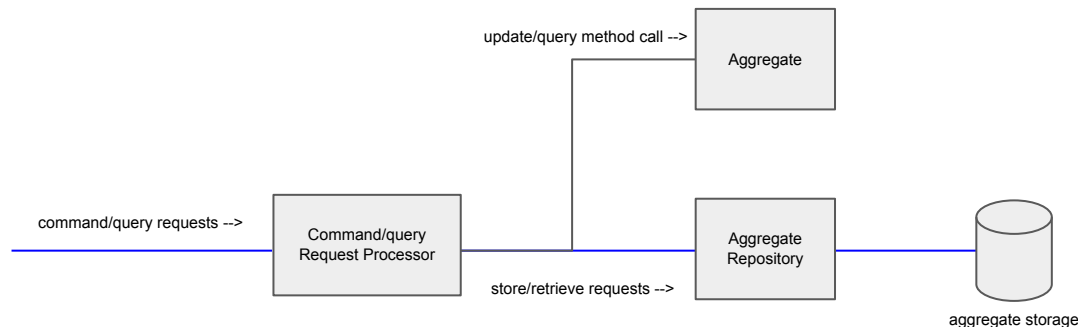 update/query method call -->
Aggregate
command/query requests -->
Command/query
Request Processor
Aggregate
Repository
store/retrieve requests -->
aggregate storage